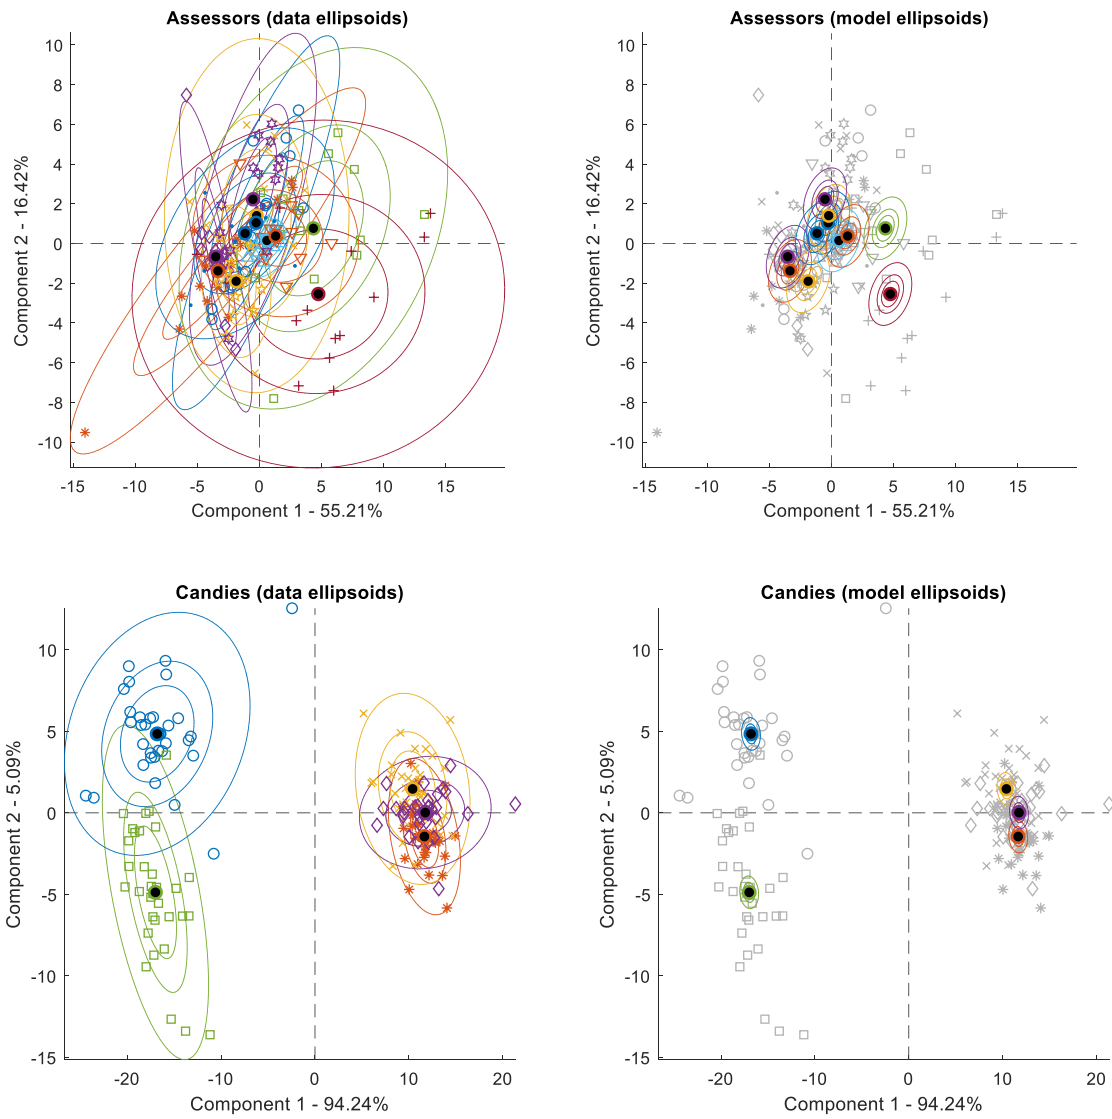 Assessors (data ellipsoids)
10
8
6
4
2
0
-2
-4
-6
-8
-10
Component 2 - 16.42%
-15 -10 -5 0 5 10 15
Component 1 - 55.21%
Assessors (model ellipsoids)
10
8
6
4
2
0
-2
-4
-6
-8
-10
Component 2 - 16.42%
-15 -10 -5 0 5 10 15
Component 1 - 55.21%
Candies (data ellipsoids)
10
5
0
-5
-10
-15
Component 2 - 5.09%
-20 -10 0 10 20
Component 1 - 94.24%
Candies (model ellipsoids)
10
5
0
-5
-10
-15
Component 2 - 5.09%
-20 -10 0 10 20
Component 1 - 94.24%